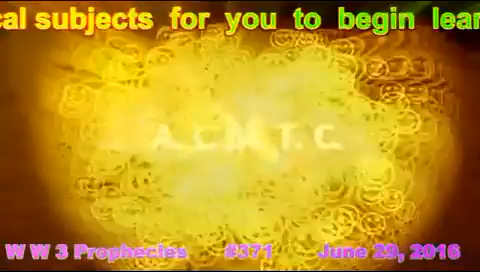 cal subjects for you to begin lear
A.C.M.T.C.
W W 3 Prophecies #371 June 29, 2016